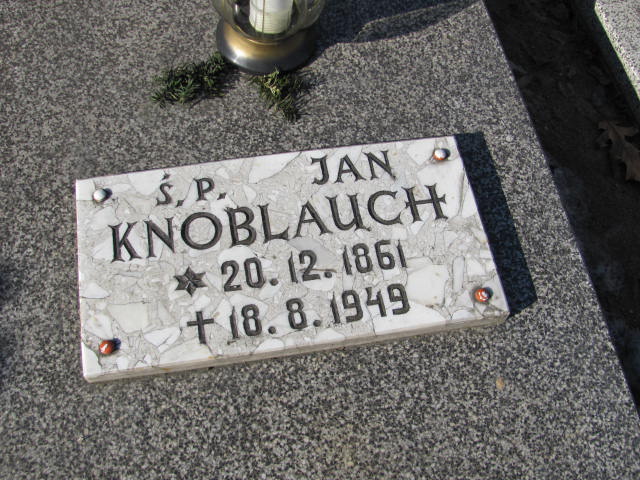 Ś.P. JAN
KNOBLAUCH
✶ 20.12.1861
✝ 18.8.1949